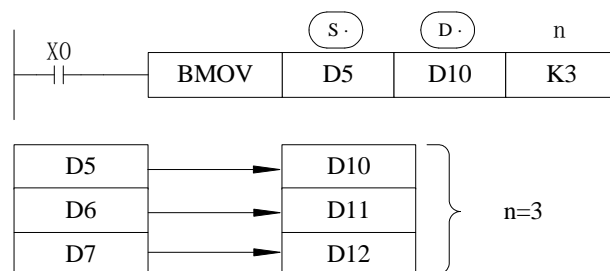 S· D· n
X0
BMOV D5 D10 K3
D5 D10
D6 D11 n=3
D7 D12